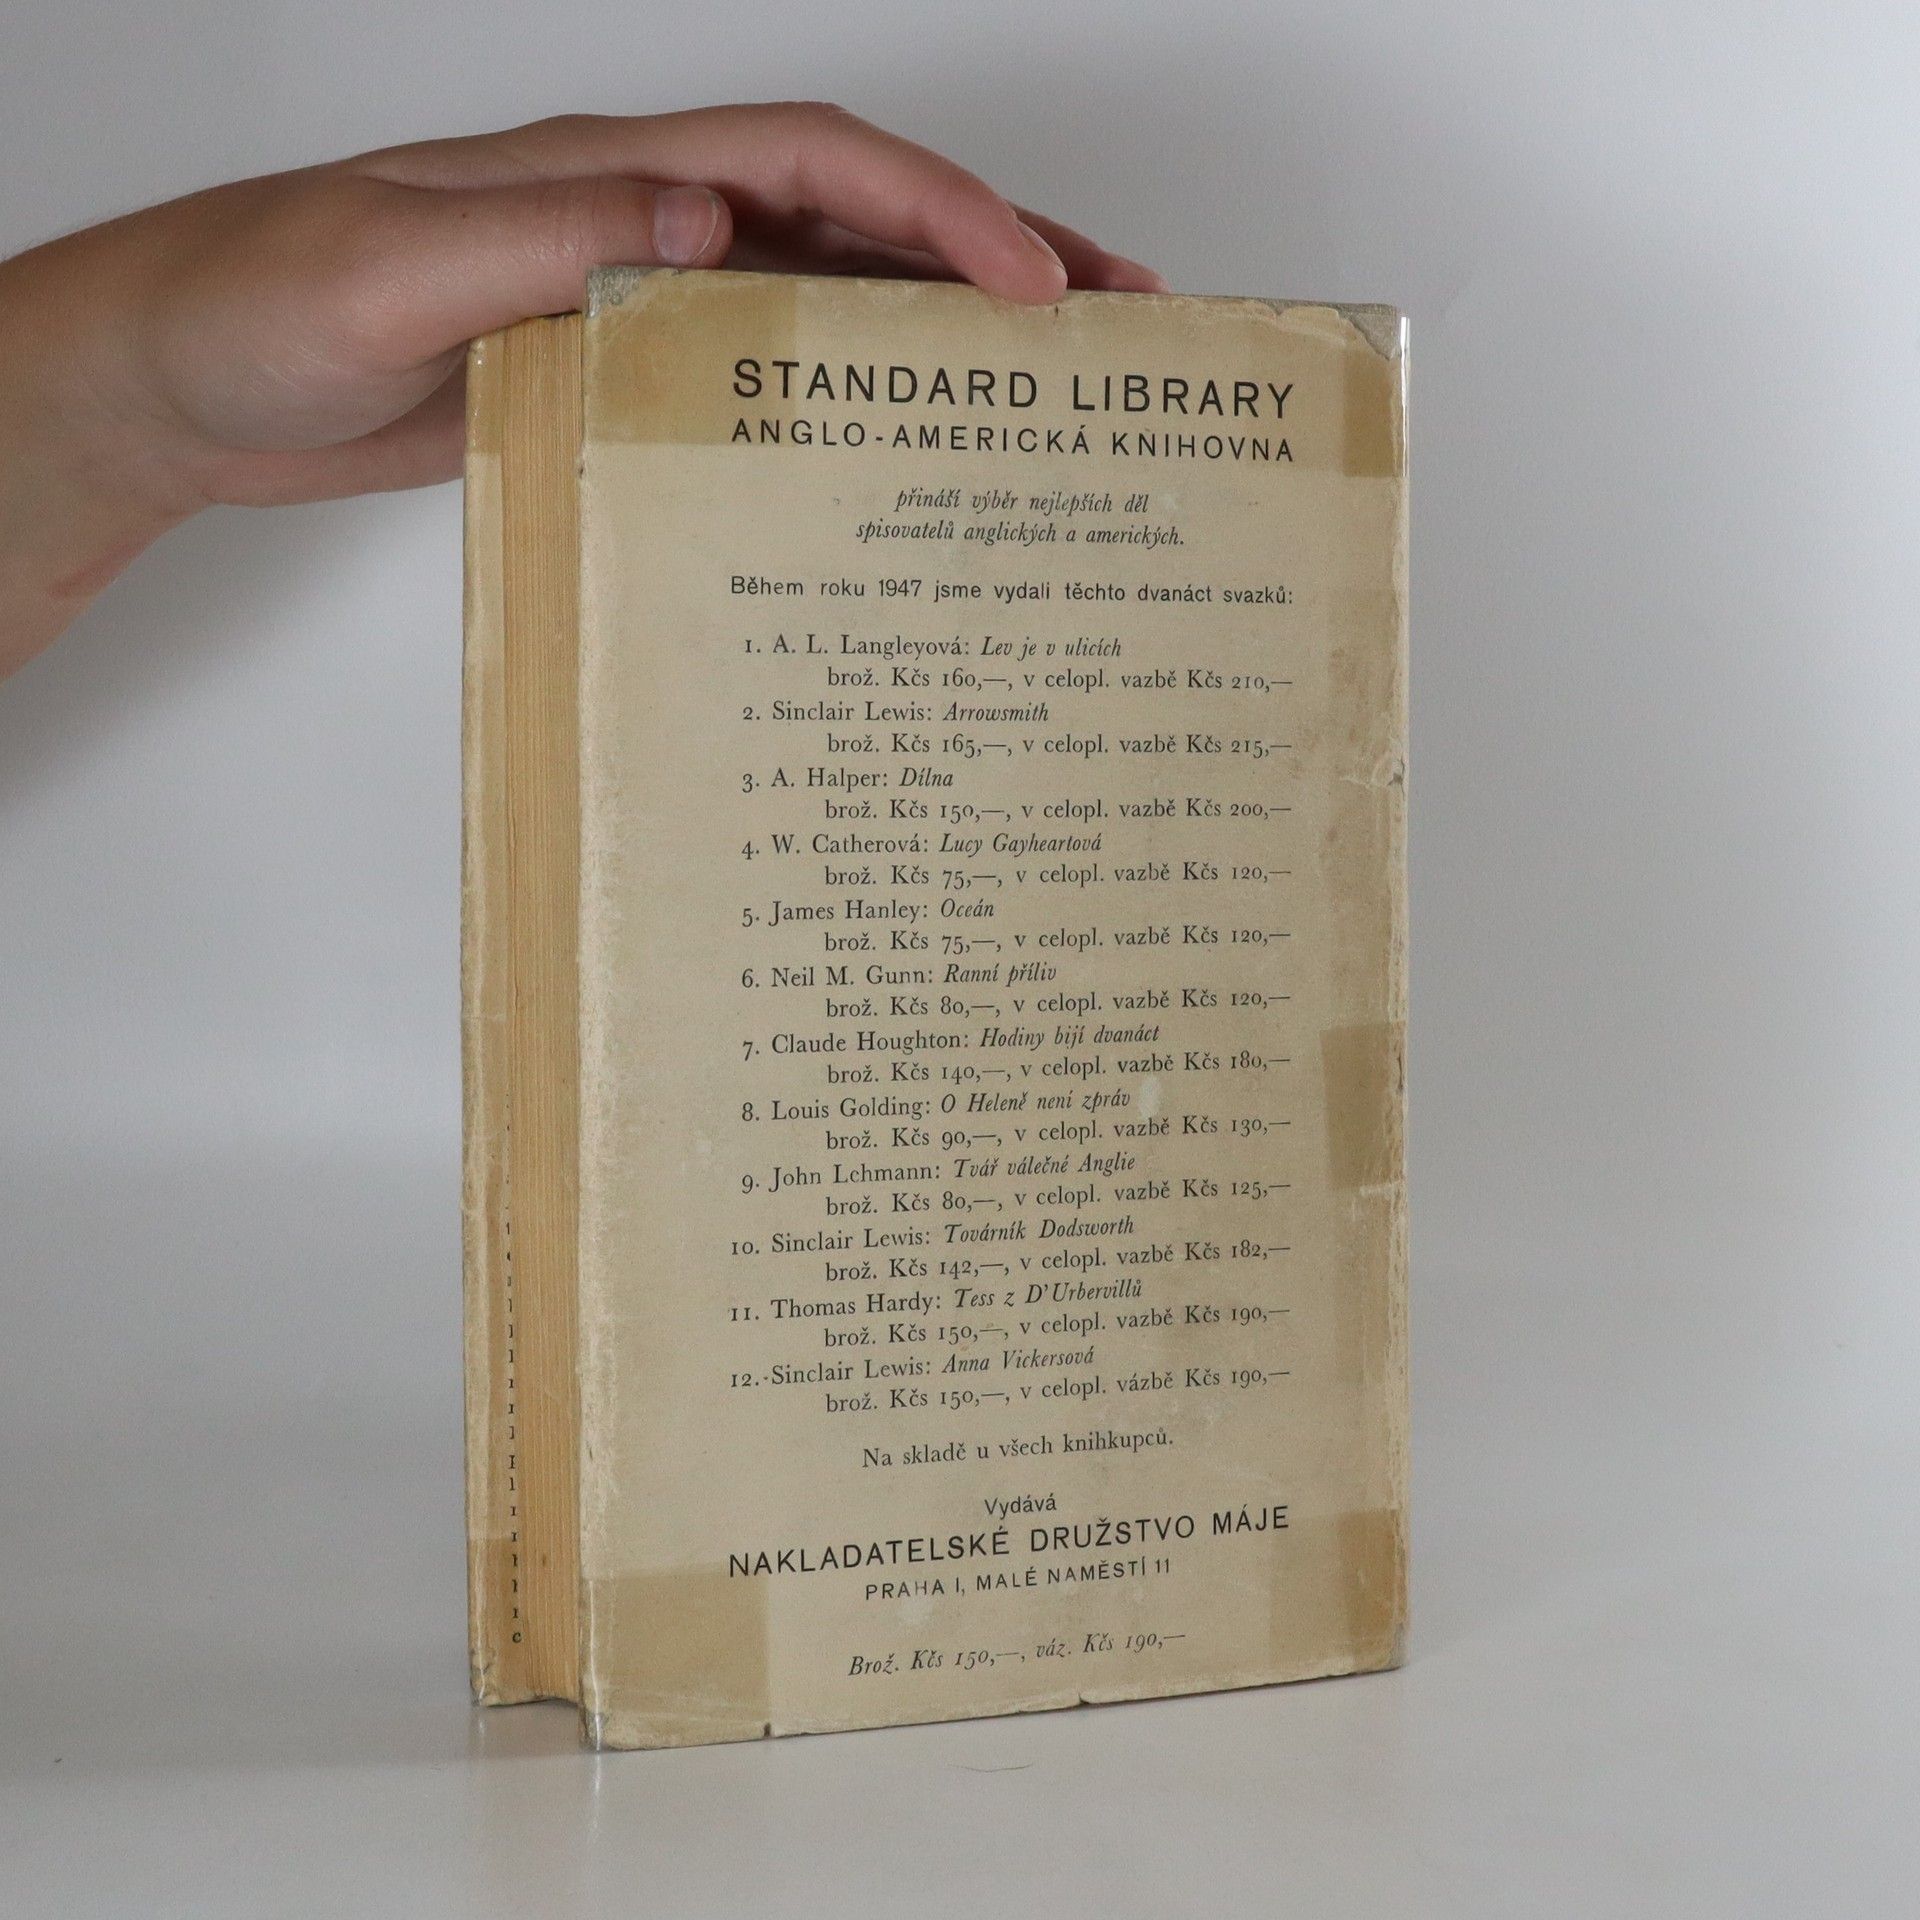 STANDARD LIBRARY
ANGLO-AMERICKÁ KNIHOVNA
přináší výběr nejlepších děl
spisovatelů anglických a amerických.
Během roku 1947 jsme vydali těchto dvanáct svazků:
1. A. L. Langleyová: Lev je v ulicích
brož. Kčs 160,—, v celopl. vazbě Kčs 210,—
2. Sinclair Lewis: Arrowsmith
brož. Kčs 165,—, v celopl. vazbě Kčs 215,—
3. A. Halper: Dílna
brož. Kčs 150,—, v celopl. vazbě Kčs 200,—
4. W. Catherová: Lucy Gayheartová
brož. Kčs 75,—, v celopl. vazbě Kčs 120,—
5. James Hanley: Oceán
brož. Kčs 75,—, v celopl. vazbě Kčs 120,—
6. Neil M. Gunn: Ranní příliv
brož. Kčs 80,—, v celopl. vazbě Kčs 120,—
7. Claude Houghton: Hodiny bijí dvanáct
brož. Kčs 140,—, v celopl. vazbě Kčs 180,—
8. Louis Golding: O Heleně není zpráv
brož. Kčs 90,—, v celopl. vazbě Kčs 130,—
9. John Lehmann: Tvář válečné Anglie
brož. Kčs 80,—, v celopl. vazbě Kčs 125,—
10. Sinclair Lewis: Továrník Dodsworth
brož. Kčs 142,—, v celopl. vazbě Kčs 182,—
11. Thomas Hardy: Tess z D'Urbervillů
brož. Kčs 150,—, v celopl. vazbě Kčs 190,—
12. Sinclair Lewis: Anna Vickersová
brož. Kčs 150,—, v celopl. vázbě Kčs 190,—
Na skladě u všech knihkupců.
Vydává
NAKLADATELSKÉ DRUŽSTVO MÁJE
PRAHA I, MALÉ NAMĚSTÍ 11
Brož. Kčs 150,—, váz. Kčs 190,—